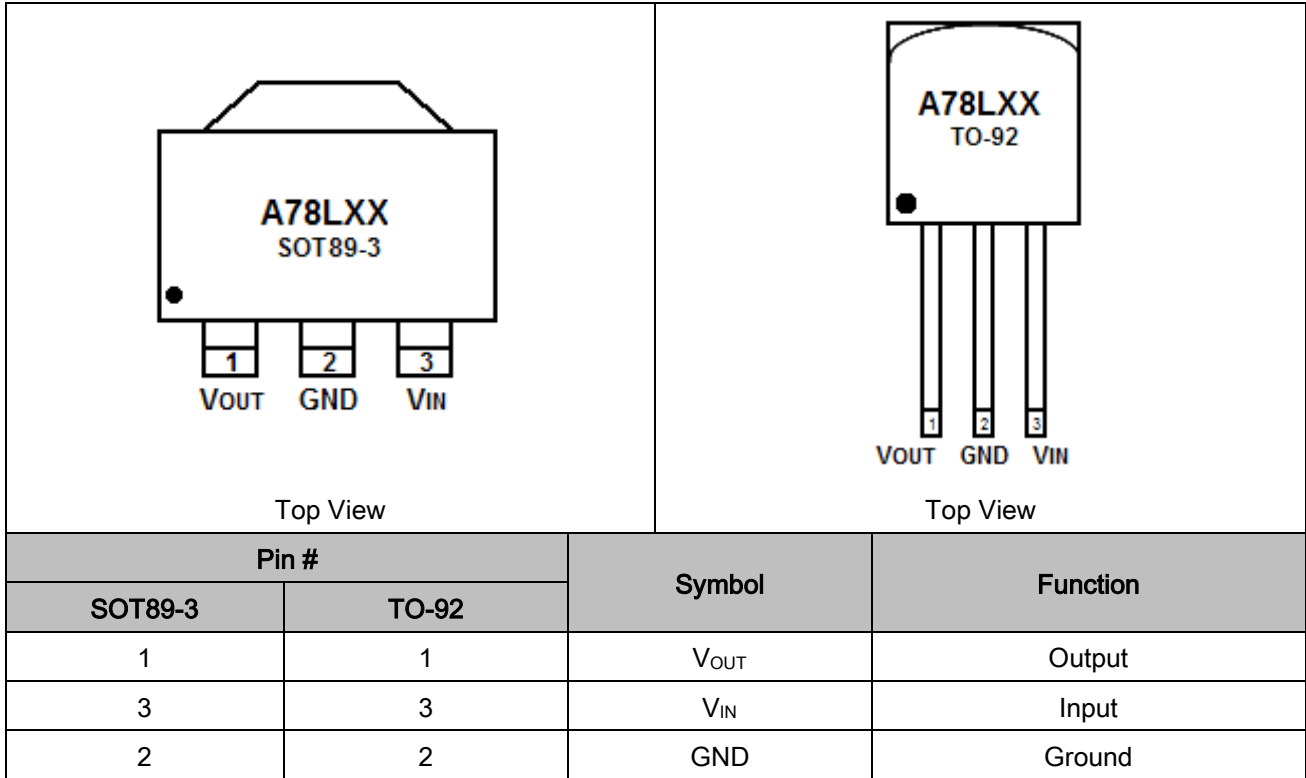 A78LXX
SOT89-3
1 2 3
VOUT GND VIN
Top View
A78LXX
TO-92
1 2 3
VOUT GND VIN
Top View
Pin # Symbol Function
SOT89-3 TO-92
1 1 VOUT Output
3 3 VIN Input
2 2 GND Ground